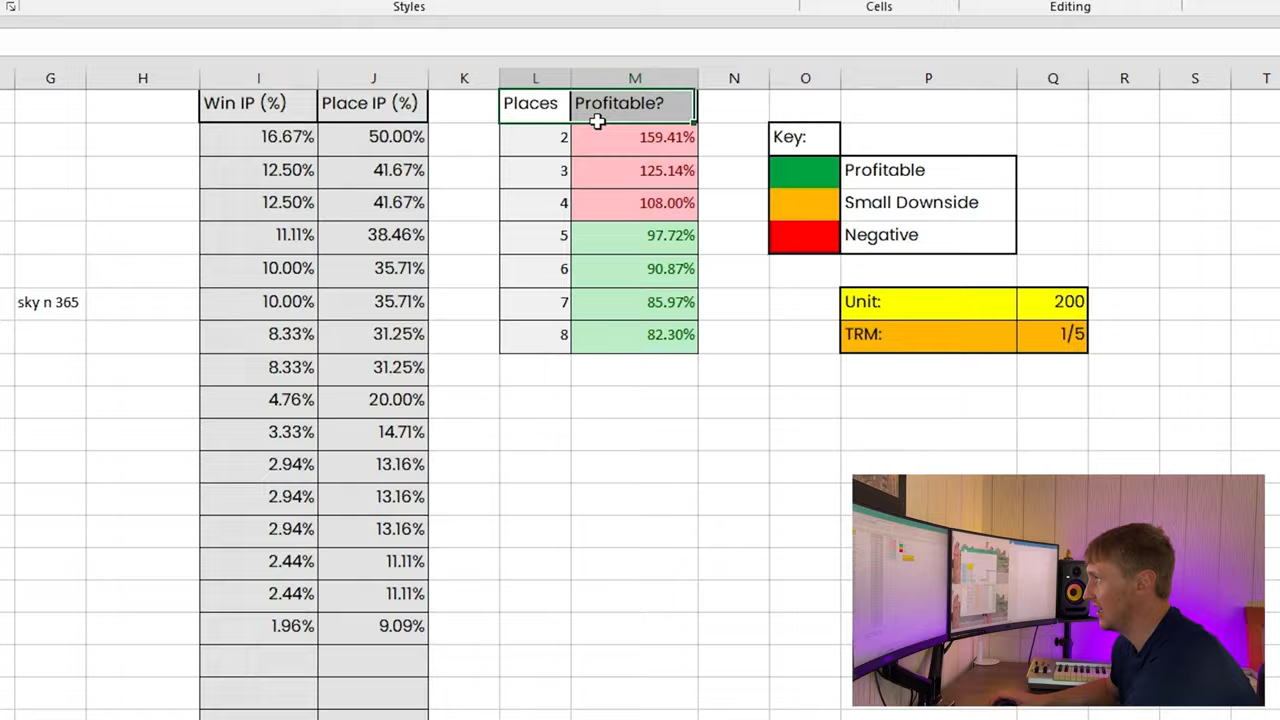 Styles
Cells
Editing
G H I J K L M N O P Q R S T
Win IP (%) Place IP (%) Places Profitable?
16.67% 50.00% 2 159.41% Key:
12.50% 41.67% 3 125.14% Profitable
12.50% 41.67% 4 108.00% Small Downside
11.11% 38.46% 5 97.72% Negative
10.00% 35.71% 6 90.87%
sky n 365 10.00% 35.71% 7 85.97% Unit: 200
8.33% 31.25% 8 82.30% TRM: 1/5
8.33% 31.25%
4.76% 20.00%
3.33% 14.71%
2.94% 13.16%
2.94% 13.16%
2.94% 13.16%
2.44% 11.11%
2.44% 11.11%
1.96% 9.09%